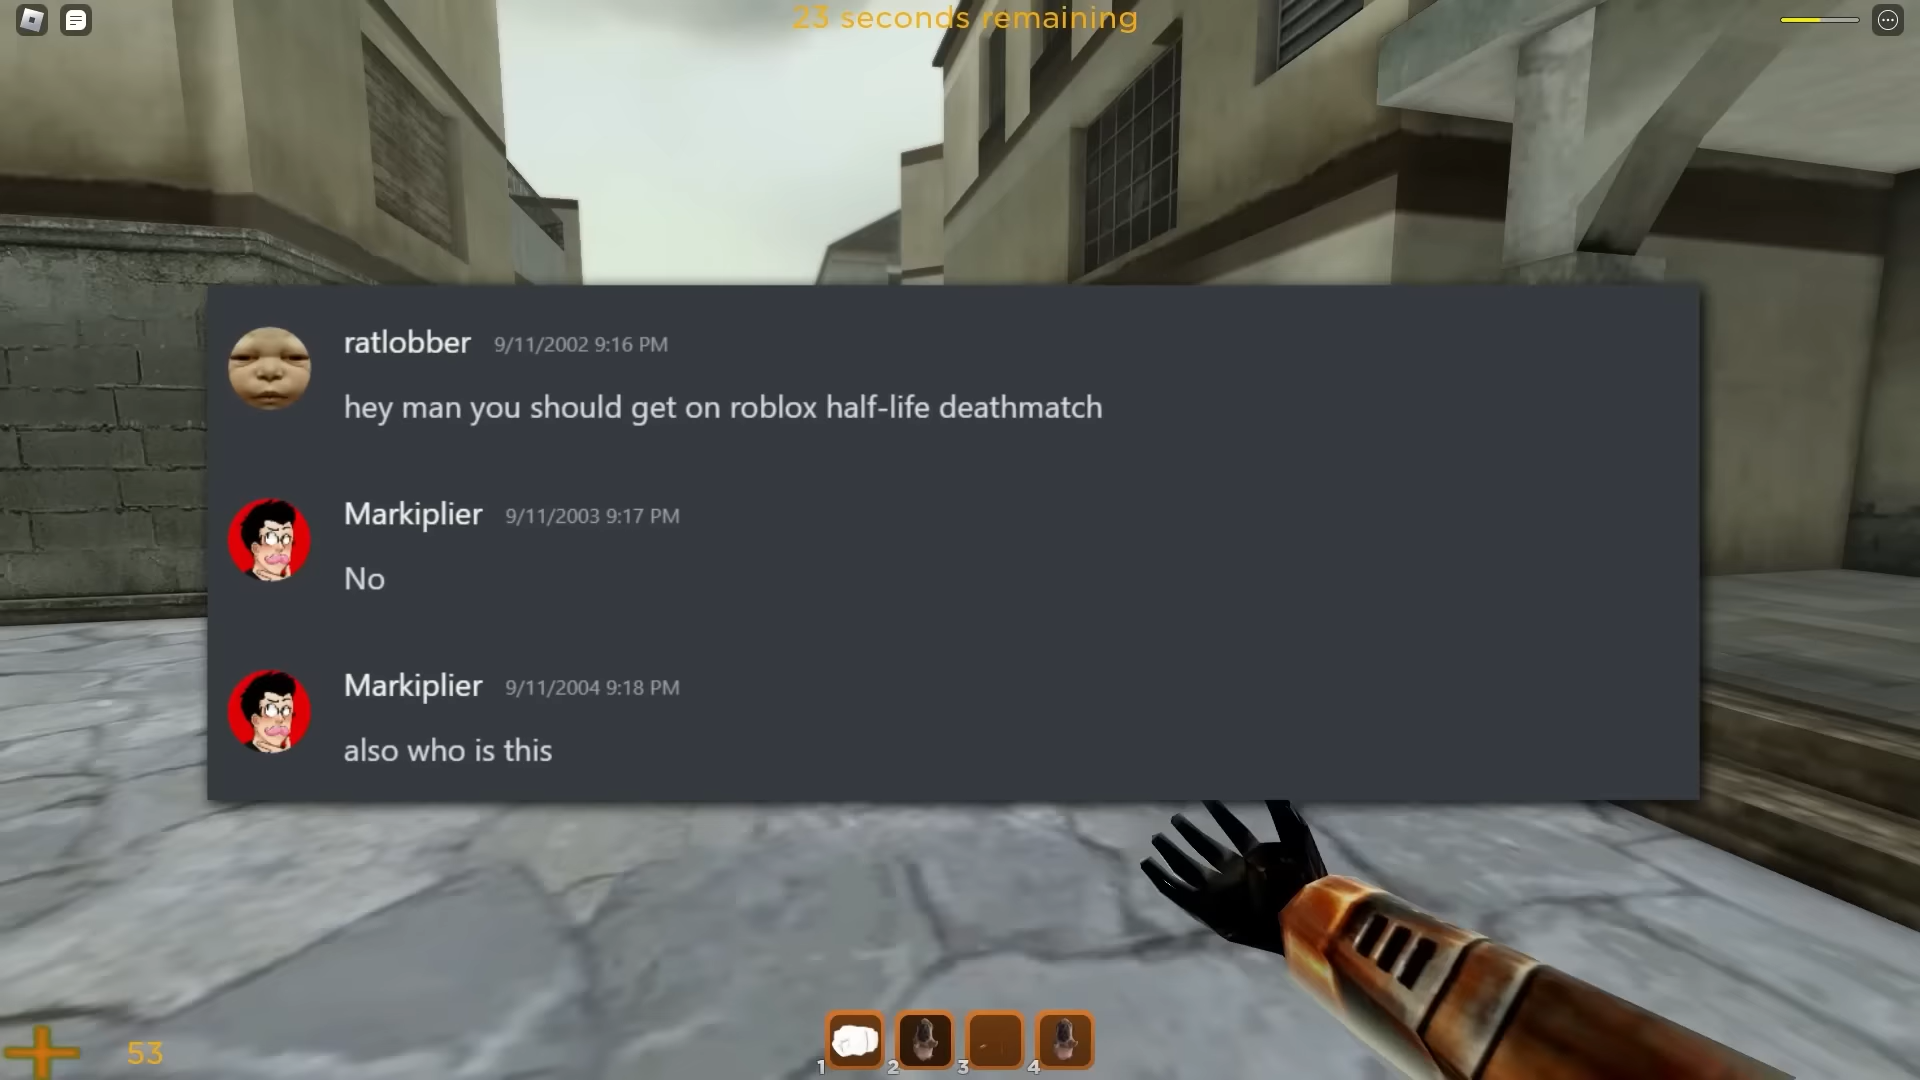 23 seconds remaining
ratlobber 9/11/2002 9:16 PM
hey man you should get on roblox half-life deathmatch
Markiplier 9/11/2003 9:17 PM
No
Markiplier 9/11/2004 9:18 PM
also who is this
53
1 2 3 4